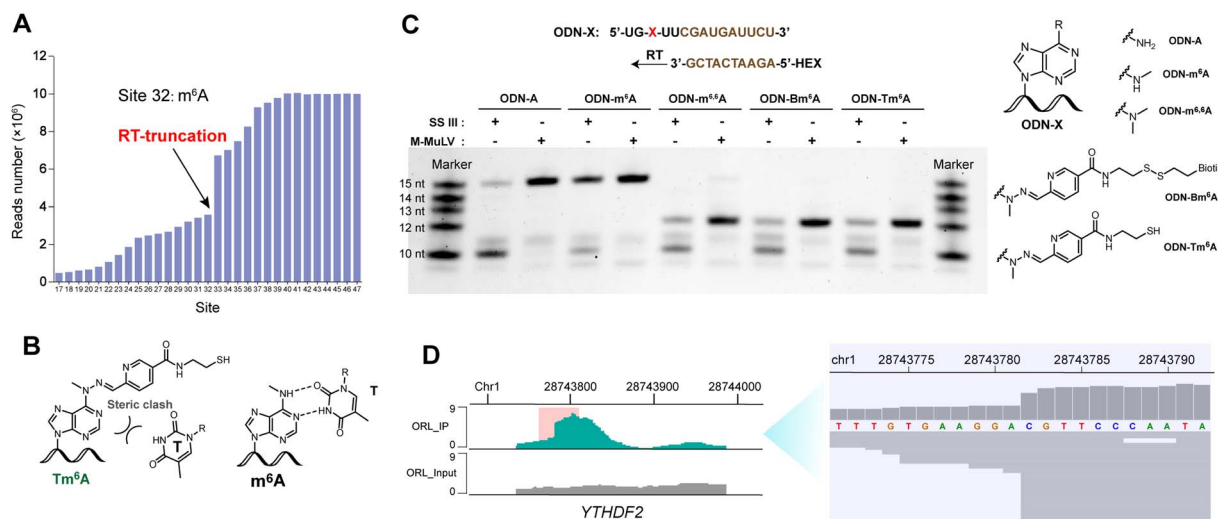 A
Reads number (×10⁶)
12
10
8
6
4
2
0
Site 32: m⁶A
RT-truncation
17 18 19 20 21 22 23 24 25 26 27 28 29 30 31 32 33 34 35 36 37 38 39 40 41 42 43 44 45 46 47
Site
B
SH
O
N
H
N
N
N
N
N
N
N
Steric clash
O
R
HN
N
T
O
Tm⁶A
NH
O
R
N
T
HN
N
N
N
N
O
m⁶A
C
ODN-X: 5'-UG-X-UUCGAUGAUUCU-3'
RT
3'-GCTACTAAGA-5'-HEX
ODN-A ODN-m⁶A ODN-m⁶·⁶A ODN-Bm⁶A ODN-Tm⁶A
SS III : + - + - + - + - + -
M-MuLV : - + - + - + - + - +
Marker Marker
15 nt
14 nt
13 nt
12 nt
10 nt
R
N
N
N
N
ODN-X
NH₂ ODN-A
N
H
ODN-m⁶A
N
ODN-m⁶·⁶A
O
N
H
S
S
Bioti
N
N
N
ODN-Bm⁶A
O
N
H
SH
N
N
N
ODN-Tm⁶A
D
Chr1 28743800 28743900 28744000
9
ORL_IP
0
9
ORL_Input
0
YTHDF2
chr1 28743775 28743780 28743785 28743790
T T T G T G A A G G A C G T T C C C A A T A